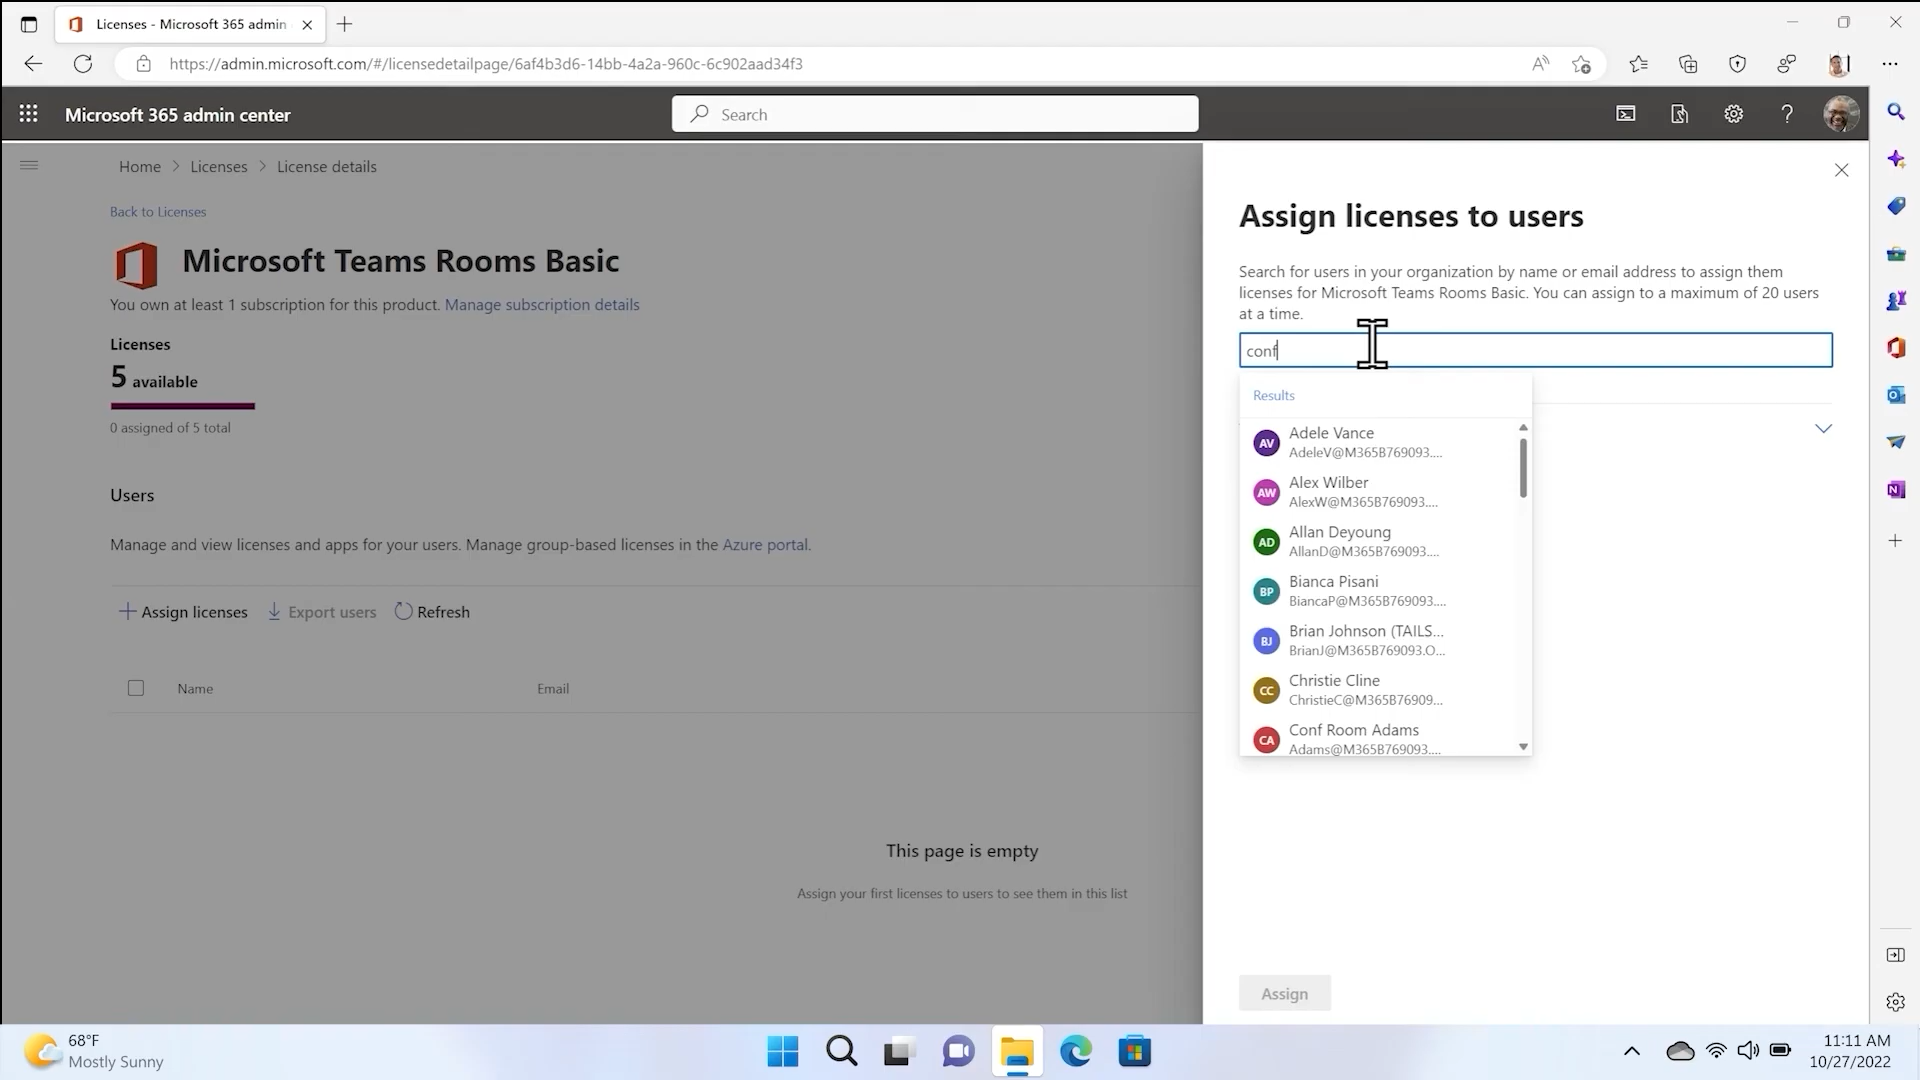 Licenses - Microsoft 365 admin
https://admin.microsoft.com/#/licensedetailpage/6af4b3d6-14bb-4a2a-960c-6c902aad34f3
Microsoft 365 admin center
Search
Home > Licenses > License details
Back to Licenses
Microsoft Teams Rooms Basic
You own at least 1 subscription for this product. Manage subscription details
Licenses
5 available
0 assigned of 5 total
Users
Manage and view licenses and apps for your users. Manage group-based licenses in the Azure portal.
Assign licenses
Export users
Refresh
Name
Email
This page is empty
Assign your first licenses to users to see them in this list
Assign licenses to users
Search for users in your organization by name or email address to assign them
licenses for Microsoft Teams Rooms Basic. You can assign to a maximum of 20 users
at a time.
conf
Results
AV
Adele Vance
AdeleV@M365B769093....
AW
Alex Wilber
AlexW@M365B769093....
AD
Allan Deyoung
AllanD@M365B769093....
BP
Bianca Pisani
BiancaP@M365B769093....
BJ
Brian Johnson (TAILS...
BrianJ@M365B769093.O...
CC
Christie Cline
ChristieC@M365B76909...
CA
Conf Room Adams
Adams@M365B769093....
Assign
68°F
Mostly Sunny
11:11 AM
10/27/2022